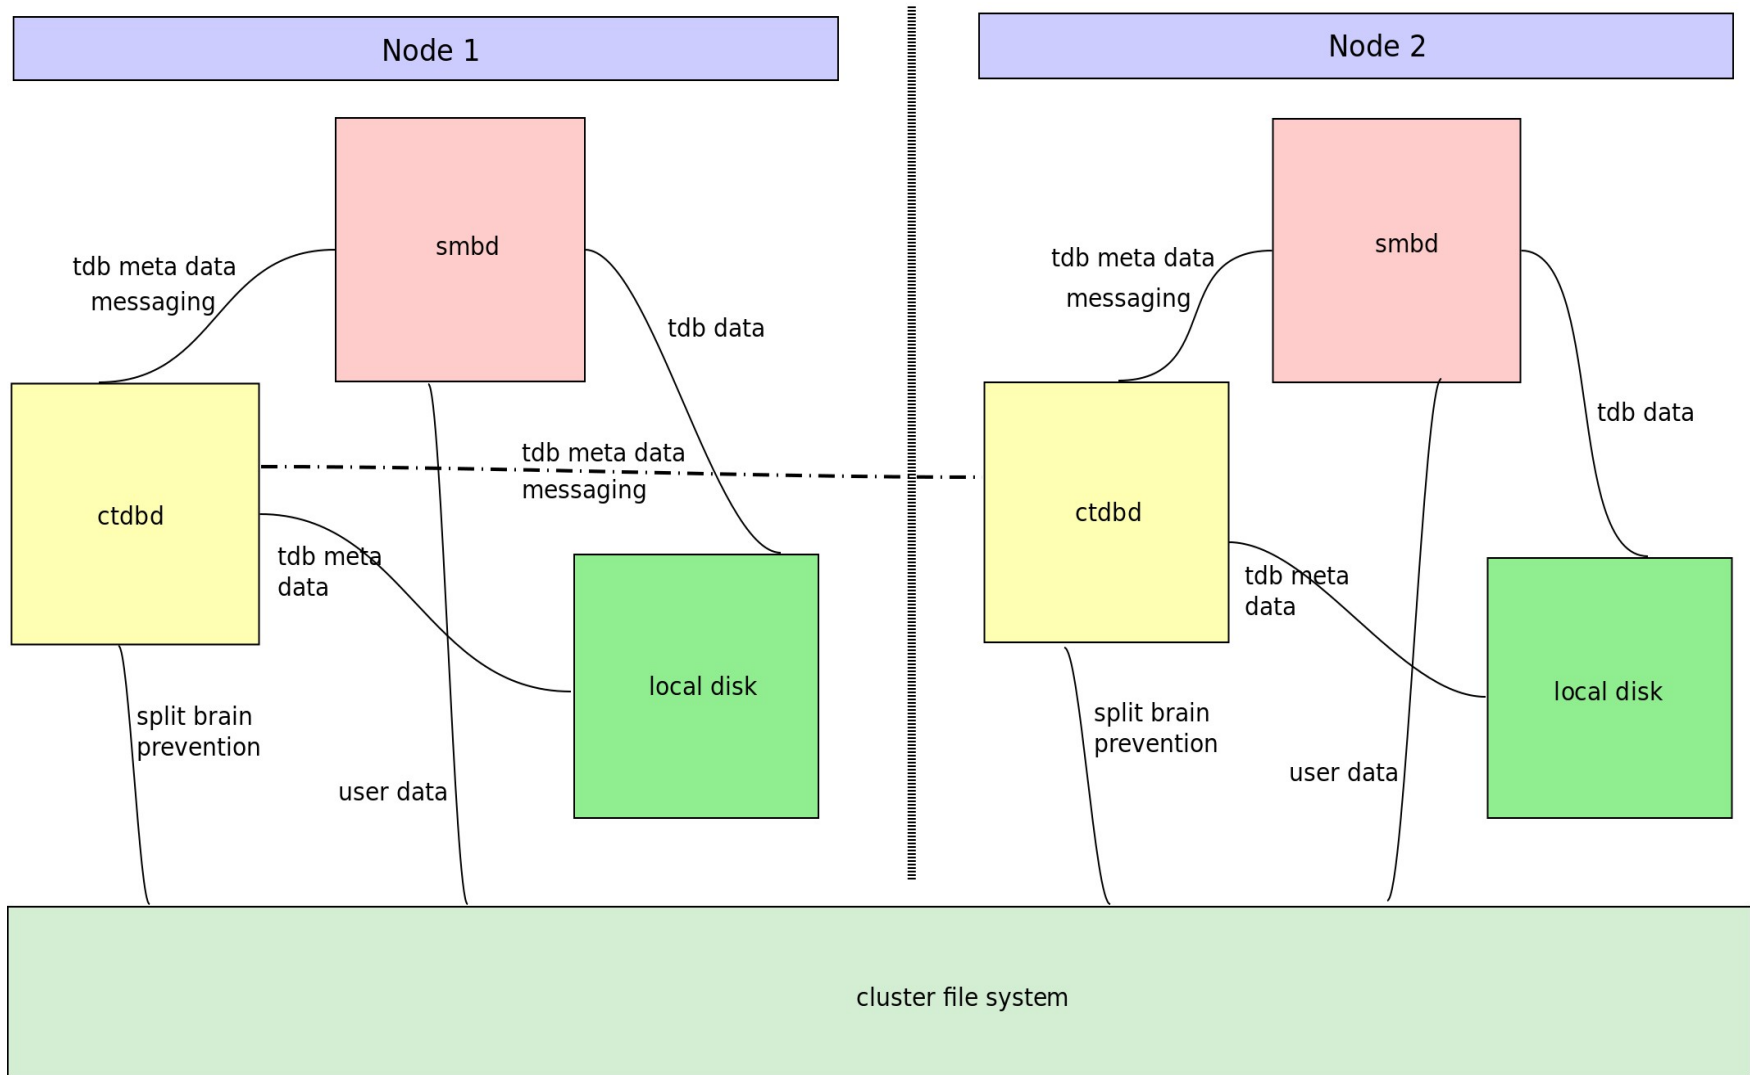 Node 1
smbd
tdb meta data
messaging
tdb data
tdb meta data
messaging
ctdbd
tdb meta
data
local disk
split brain
prevention
user data
Node 2
smbd
tdb meta data
messaging
tdb data
ctdbd
tdb meta
data
local disk
split brain
prevention
user data
cluster file system